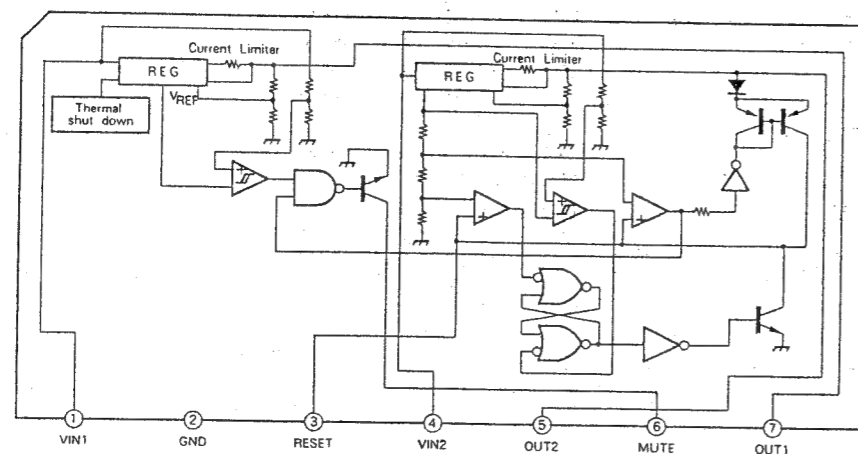 Current Limiter
REG
VREF
Thermal
shut down
Current Limiter
REG
+
+
+
+
1
2
3
4
5
6
7
VIN1
GND
RESET
VIN2
OUT2
MUTE
OUT1